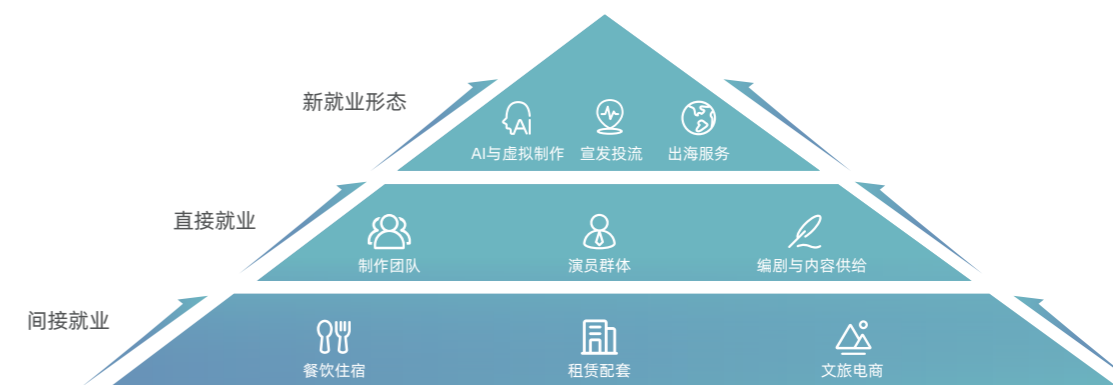 新就业形态
AI
AI与虚拟制作 宣发投流 出海服务
直接就业
制作团队 演员群体 编剧与内容供给
间接就业
餐饮住宿 租赁配套 文旅电商